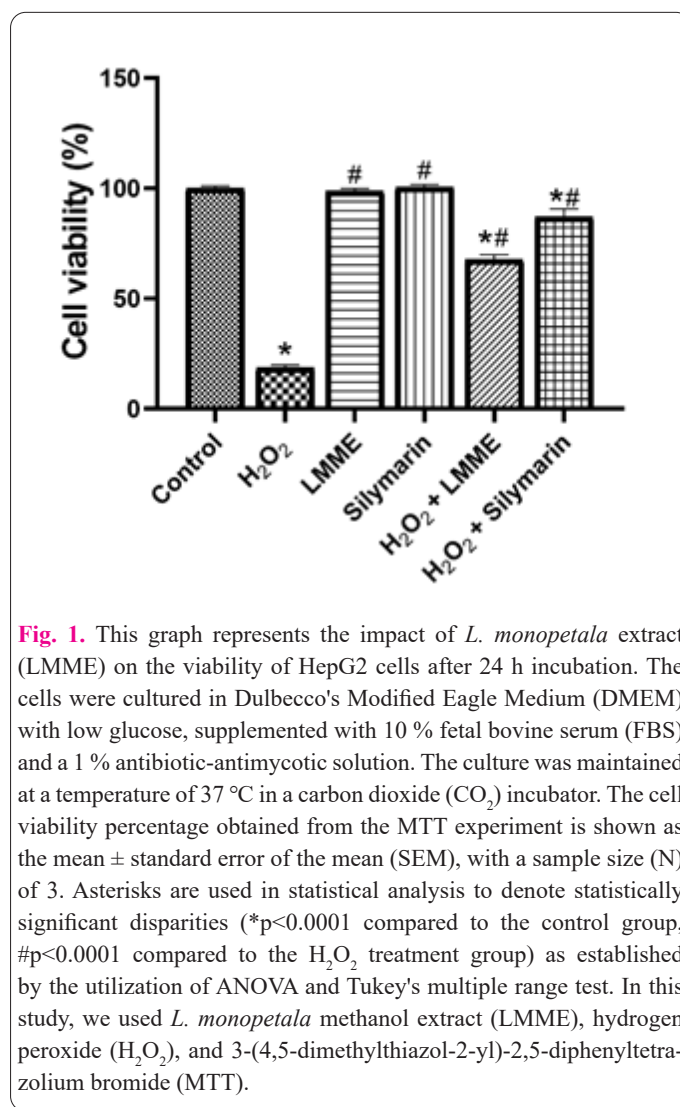 150
100
50
0
Cell viability (%)
*
#
#
*#
*#
Control
H₂O₂
LMME
Silymarin
H₂O₂ + LMME
H₂O₂ + Silymarin
Fig. 1. This graph represents the impact of L. monopetala extract
(LMME) on the viability of HepG2 cells after 24 h incubation. The
cells were cultured in Dulbecco's Modified Eagle Medium (DMEM)
with low glucose, supplemented with 10 % fetal bovine serum (FBS)
and a 1 % antibiotic-antimycotic solution. The culture was maintained
at a temperature of 37 °C in a carbon dioxide (CO₂) incubator. The cell
viability percentage obtained from the MTT experiment is shown as
the mean ± standard error of the mean (SEM), with a sample size (N)
of 3. Asterisks are used in statistical analysis to denote statistically
significant disparities (*p<0.0001 compared to the control group,
#p<0.0001 compared to the H₂O₂ treatment group) as established
by the utilization of ANOVA and Tukey's multiple range test. In this
study, we used L. monopetala methanol extract (LMME), hydrogen
peroxide (H₂O₂), and 3-(4,5-dimethylthiazol-2-yl)-2,5-diphenyltetra-
zolium bromide (MTT).